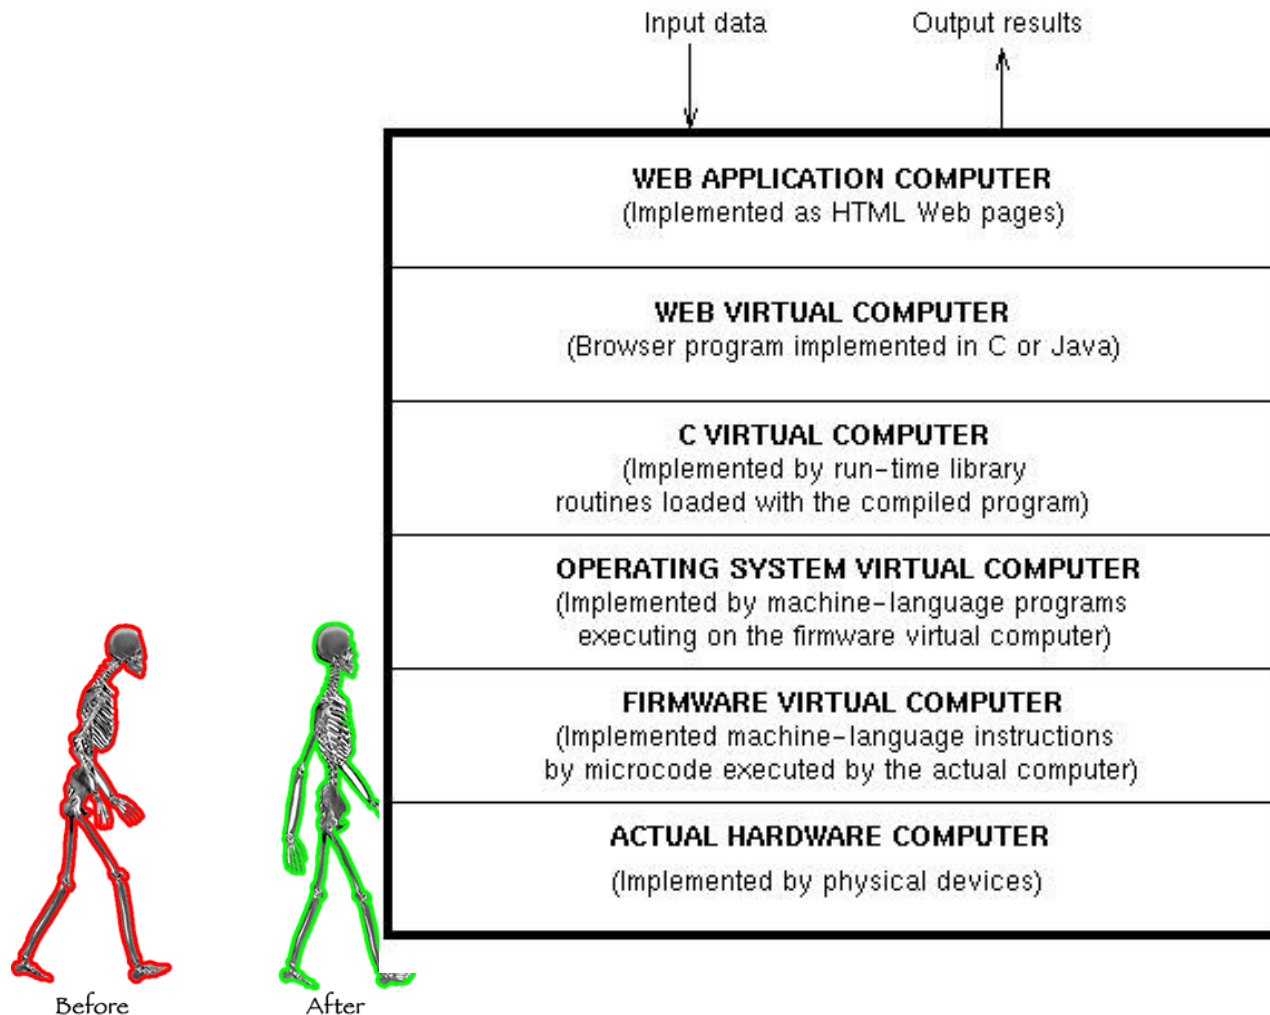 Input data
Output results
WEB APPLICATION COMPUTER
(Implemented as HTML Web pages)
WEB VIRTUAL COMPUTER
(Browser program implemented in C or Java)
C VIRTUAL COMPUTER
(Implemented by run-time library
routines loaded with the compiled program)
OPERATING SYSTEM VIRTUAL COMPUTER
(Implemented by machine-language programs
executing on the firmware virtual computer)
FIRMWARE VIRTUAL COMPUTER
(Implemented machine-language instructions
by microcode executed by the actual computer)
ACTUAL HARDWARE COMPUTER
(Implemented by physical devices)
Before
After